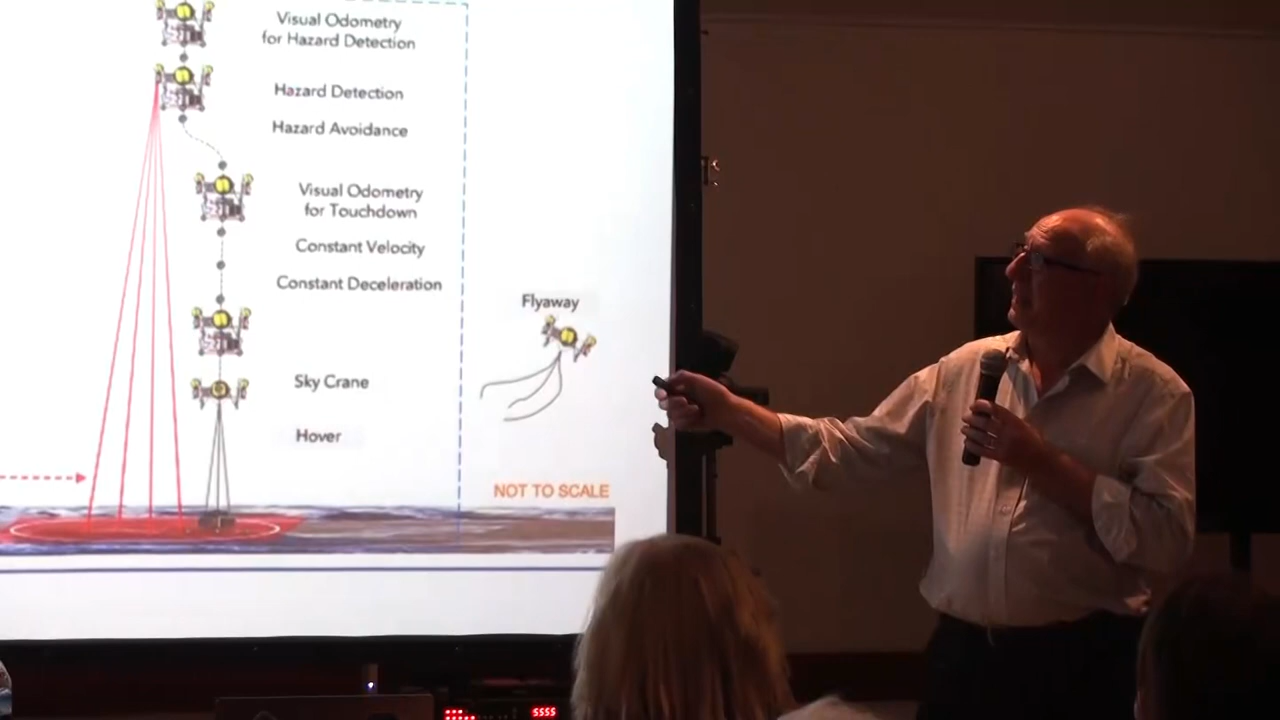 Visual Odometry
for Hazard Detection
Hazard Detection
Hazard Avoidance
Visual Odometry
for Touchdown
Constant Velocity
Constant Deceleration
Flyaway
Sky Crane
Hover
NOT TO SCALE
5555